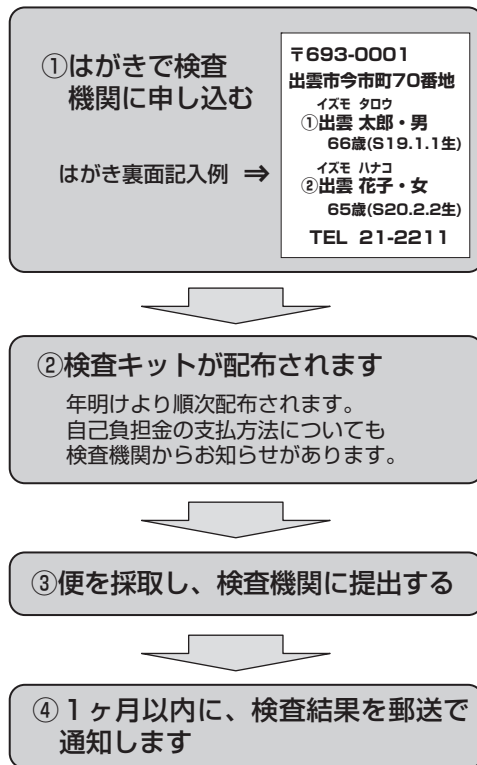 ①はがきで検査
機関に申し込む
はがき裏面記入例 ⇒
〒693-0001
出雲市今市町70番地
イズモ タロウ
①出雲 太郎・男
66歳(S19.1.1生)
イズモ ハナコ
②出雲 花子・女
65歳(S20.2.2生)
TEL 21-2211
②検査キットが配布されます
年明けより順次配布されます。
自己負担金の支払方法についても
検査機関からお知らせがあります。
③便を採取し、検査機関に提出する
④１ヶ月以内に、検査結果を郵送で
通知します